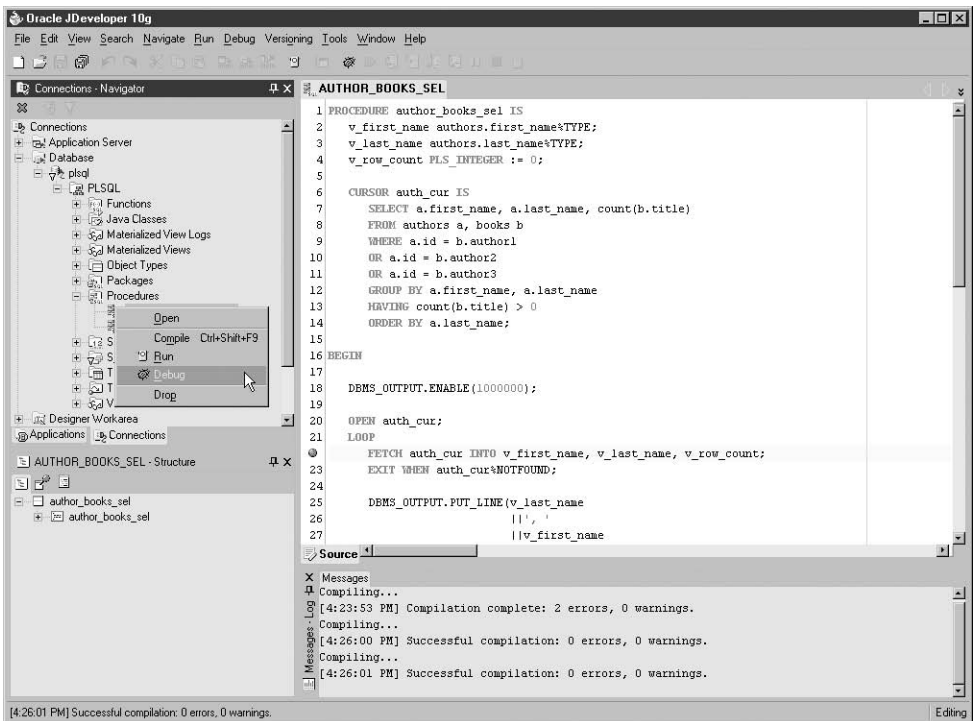 Oracle JDeveloper 10g
File Edit View Search Navigate Run Debug Versioning Tools Window Help
Connections - Navigator
Connections
Application Server
Database
plsql
PLSQL
Functions
Java Classes
Materialized View Logs
Materialized Views
Object Types
Packages
Procedures
Open
Compile Ctrl+Shift+F9
Run
Debug
Drop
S
S
T
T
V
Designer Workarea
Applications Connections
AUTHOR_BOOKS_SEL - Structure
author_books_sel
author_books_sel
AUTHOR_BOOKS_SEL
1 PROCEDURE author_books_sel IS
2 v_first_name authors.first_name%TYPE;
3 v_last_name authors.last_name%TYPE;
4 v_row_count PLS_INTEGER := 0;
5
6 CURSOR auth_cur IS
7 SELECT a.first_name, a.last_name, count(b.title)
8 FROM authors a, books b
9 WHERE a.id = b.author1
10 OR a.id = b.author2
11 OR a.id = b.author3
12 GROUP BY a.first_name, a.last_name
13 HAVING count(b.title) > 0
14 ORDER BY a.last_name;
15
16 BEGIN
17
18 DBMS_OUTPUT.ENABLE(1000000);
19
20 OPEN auth_cur;
21 LOOP
FETCH auth_cur INTO v_first_name, v_last_name, v_row_count;
23 EXIT WHEN auth_cur%NOTFOUND;
24
25 DBMS_OUTPUT.PUT_LINE(v_last_name
26 ||', '
27 ||v_first_name
Source
Messages
Messages - Log
Compiling...
[4:23:53 PM] Compilation complete: 2 errors, 0 warnings.
Compiling...
[4:26:00 PM] Successful compilation: 0 errors, 0 warnings.
Compiling...
[4:26:01 PM] Successful compilation: 0 errors, 0 warnings.
[4:26:01 PM] Successful compilation: 0 errors, 0 warnings.
Editing